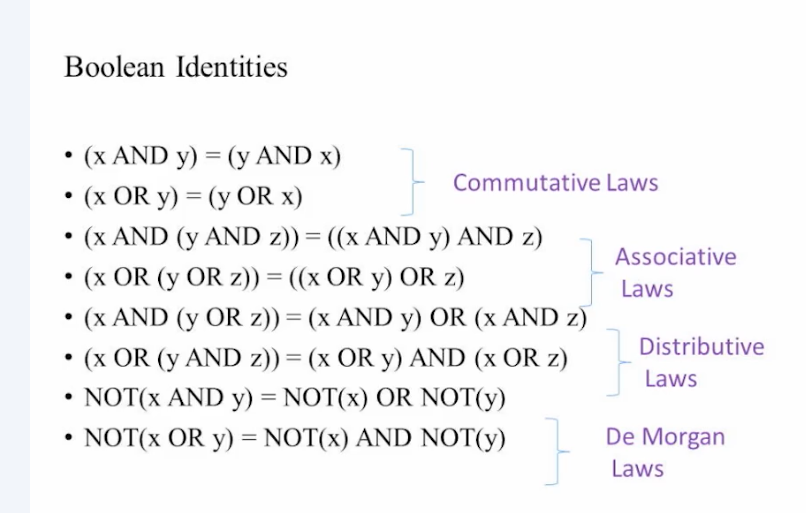 Boolean Identities
• (x AND y) = (y AND x)
• (x OR y) = (y OR x)
Commutative Laws
• (x AND (y AND z)) = ((x AND y) AND z)
• (x OR (y OR z)) = ((x OR y) OR z)
Associative
Laws
• (x AND (y OR z)) = (x AND y) OR (x AND z)
• (x OR (y AND z)) = (x OR y) AND (x OR z)
Distributive
Laws
• NOT(x AND y) = NOT(x) OR NOT(y)
• NOT(x OR y) = NOT(x) AND NOT(y)
De Morgan
Laws